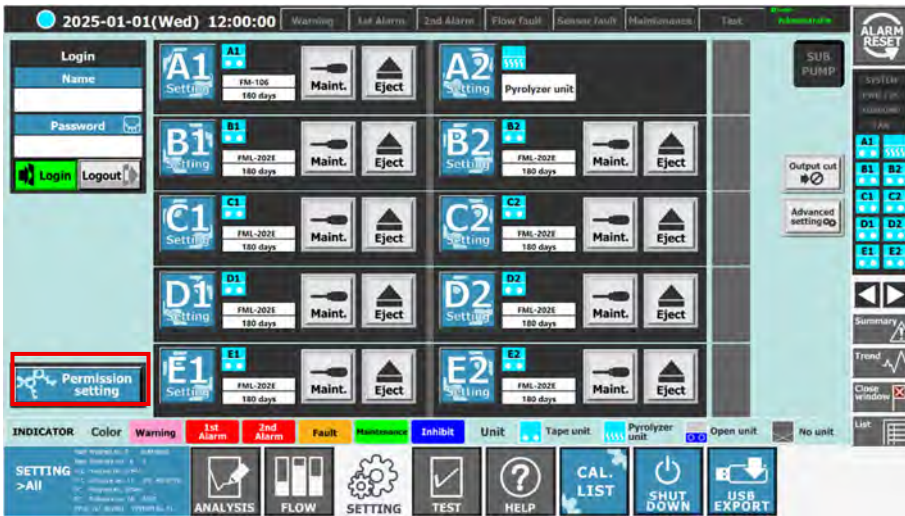 2025-01-01(Wed) 12:00:00 Warning 1st Alarm 2nd Alarm Flow fault Sensor fault Maintenance Test
Administrator
ALARM
RESET
Login
Name
Password
Login Logout
Permission
setting
A1
Setting
A1
FM-106
180 days
Maint.
Eject
A2
Setting
Pyrolyzer unit
B1
Setting
B1
FML-202E
180 days
Maint.
Eject
B2
Setting
B2
FML-202E
180 days
Maint.
Eject
C1
Setting
C1
FML-202E
180 days
Maint.
Eject
C2
Setting
C2
FML-202E
180 days
Maint.
Eject
D1
Setting
D1
FML-202E
180 days
Maint.
Eject
D2
Setting
D2
FML-202E
180 days
Maint.
Eject
E1
Setting
E1
FML-202E
180 days
Maint.
Eject
E2
Setting
E2
FML-202E
180 days
Maint.
Eject
SUB
PUMP
Output cut
Advanced
setting
SYSTEM
A1
B1 B2
C1 C2
D1 D2
E1 E2
Summary
Trend
Close
window
List
INDICATOR Color Warning 1st Alarm 2nd Alarm Fault Maintenance Inhibit Unit Tape unit Pyrolyzer unit Open unit No unit
SETTING
>All
ANALYSIS
FLOW
SETTING
TEST
HELP
CAL.
LIST
SHUT
DOWN
USB
EXPORT